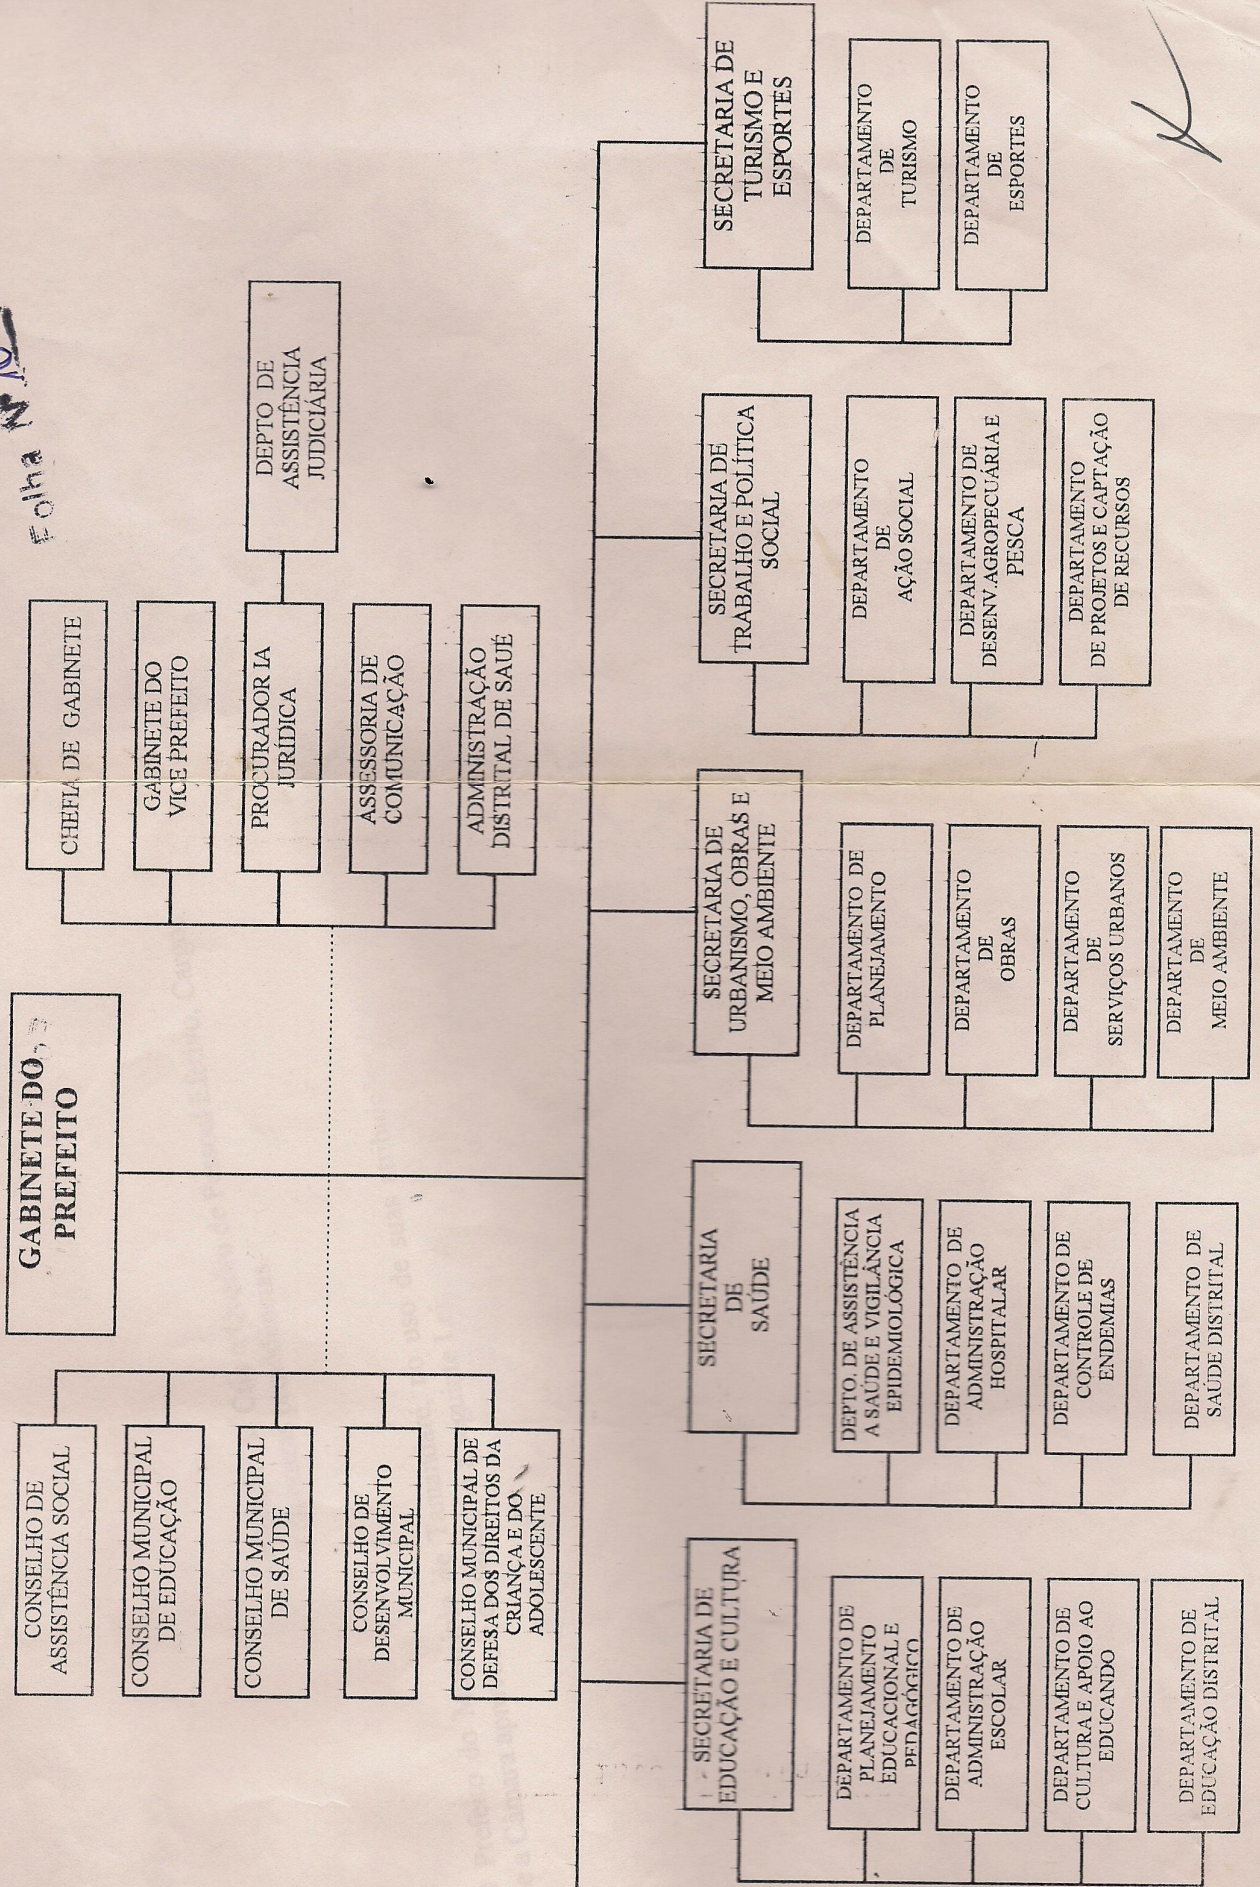 Folha Nº
GABINETE DO
PREFEITO
CONSELHO DE
ASSISTÊNCIA SOCIAL
CONSELHO MUNICIPAL
DE EDUCAÇÃO
CONSELHO MUNICIPAL
DE SAÚDE
CONSELHO DE
DESENVOLVIMENTO
MUNICIPAL
CONSELHO MUNICIPAL DE
DEFESA DOS DIREITOS DA
CRIANÇA E DO
ADOLESCENTE
CHEFIA DE GABINETE
GABINETE DO
VICE PREFEITO
PROCURADOR IA
JURÍDICA
DEPTO DE
ASSISTÊNCIA
JUDICIÁRIA
ASSESSORIA DE
COMUNICAÇÃO
ADMINISTRAÇÃO
DISTRITAL DE SAUÉ
SECRETARIA DE
EDUCAÇÃO E CULTURA
DEPARTAMENTO DE
PLANEJAMENTO
EDUCACIONAL E
PEDAGÓGICO
DEPARTAMENTO DE
ADMINISTRAÇÃO
ESCOLAR
DEPARTAMENTO DE
CULTURA E APOIO AO
EDUCANDO
DEPARTAMENTO DE
EDUCAÇÃO DISTRITAL
SECRETARIA
DE
SAÚDE
DEPTO. DE ASSISTÊNCIA
A SAÚDE E VIGILÂNCIA
EPIDEMIOLÓGICA
DEPARTAMENTO DE
ADMINISTRAÇÃO
HOSPITALAR
DEPARTAMENTO DE
CONTROLE DE
ENDEMIAS
DEPARTAMENTO DE
SAÚDE DISTRITAL
SECRETARIA DE
URBANISMO, OBRAS E
MEIO AMBIENTE
DEPARTAMENTO DE
PLANEJAMENTO
DEPARTAMENTO
DE
OBRAS
DEPARTAMENTO
DE
SERVIÇOS URBANOS
DEPARTAMENTO
DE
MEIO AMBIENTE
SECRETARIA DE
TRABALHO E POLÍTICA
SOCIAL
DEPARTAMENTO
DE
AÇÃO SOCIAL
DEPARTAMENTO DE
DESENV. AGROPECUÁRIA E
PESCA
DEPARTAMENTO
DE PROJETOS E CAPTAÇÃO
DE RECURSOS
SECRETARIA DE
TURISMO E
ESPORTES
DEPARTAMENTO
DE
TURISMO
DEPARTAMENTO
DE
ESPORTES